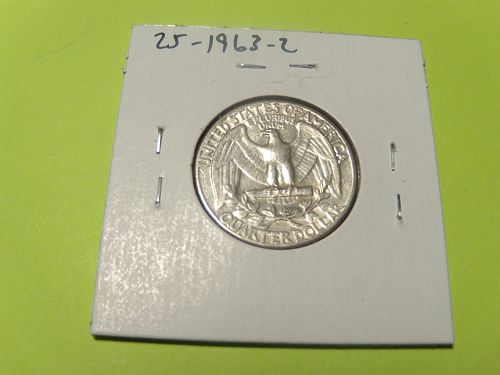 25-1963-2
UNITED STATES OF AMERICA
E PLURIBUS
UNUM
QUARTER DOLLAR